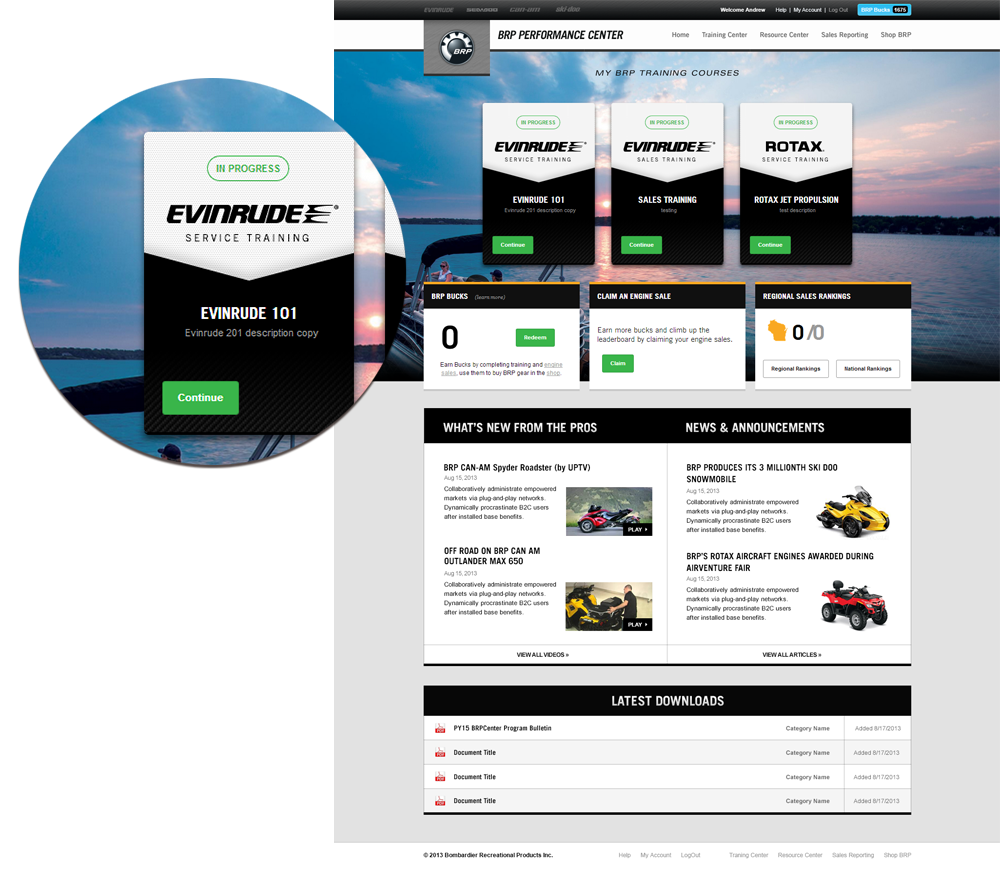 EVINRUDE SEA-DOO can-am ski-doo
Welcome Andrew Help | My Account | Log Out BRP Bucks 1675
BRP
BRP PERFORMANCE CENTER
Home Training Center Resource Center Sales Reporting Shop BRP
MY BRP TRAINING COURSES
IN PROGRESS
EVINRUDE®
SERVICE TRAINING
EVINRUDE 101
Evinrude 201 description copy
Continue
IN PROGRESS
EVINRUDE®
SERVICE TRAINING
EVINRUDE 101
Evinrude 201 description copy
Continue
IN PROGRESS
EVINRUDE®
SALES TRAINING
SALES TRAINING
testing
Continue
IN PROGRESS
ROTAX
SERVICE TRAINING
ROTAX JET PROPULSION
test description
Continue
BRP BUCKS (learn more)
0
Redeem
Earn Bucks by completing training and engine
sales, use them to buy BRP gear in the shop.
CLAIM AN ENGINE SALE
Earn more bucks and climb up the
leaderboard by claiming your engine sales.
Claim
REGIONAL SALES RANKINGS
0/0
Regional Rankings National Rankings
WHAT'S NEW FROM THE PROS
BRP CAN-AM Spyder Roadster (by UPTV)
Aug 15, 2013
Collaboratively administrate empowered
markets via plug-and-play networks.
Dynamically procrastinate B2C users
after installed base benefits.
PLAY
OFF ROAD ON BRP CAN AM
OUTLANDER MAX 650
Aug 15, 2013
Collaboratively administrate empowered
markets via plug-and-play networks.
Dynamically procrastinate B2C users
after installed base benefits.
PLAY
VIEW ALL VIDEOS »
NEWS & ANNOUNCEMENTS
BRP PRODUCES ITS 3 MILLIONTH SKI DOO
SNOWMOBILE
Aug 15, 2013
Collaboratively administrate empowered
markets via plug-and-play networks.
Dynamically procrastinate B2C users
after installed base benefits.
BRP'S ROTAX AIRCRAFT ENGINES AWARDED DURING
AIRVENTURE FAIR
Aug 15, 2013
Collaboratively administrate empowered
markets via plug-and-play networks.
Dynamically procrastinate B2C users
after installed base benefits.
VIEW ALL ARTICLES »
LATEST DOWNLOADS
PDF PY15 BRPCenter Program Bulletin Category Name Added 8/17/2013
PDF Document Title Category Name Added 8/17/2013
PDF Document Title Category Name Added 8/17/2013
PDF Document Title Category Name Added 8/17/2013
© 2013 Bombardier Recreational Products Inc. Help My Account LogOut Traning Center Resource Center Sales Reporting Shop BRP